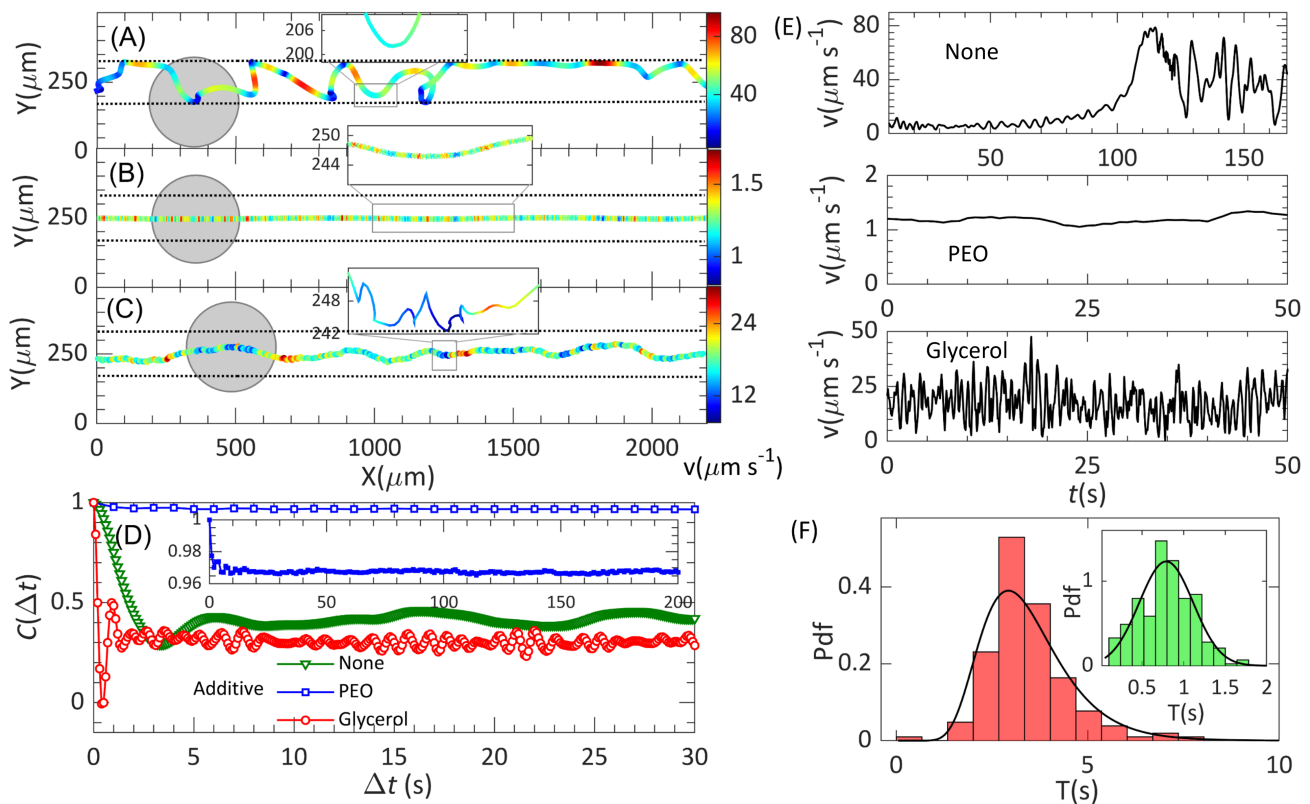 (A)
Y(μm)
250
0
206
200
80
40
(B)
Y(μm)
250
0
250
244
1.5
1
(C)
Y(μm)
250
0
248
242
24
12
0 500 1000 1500 2000
X(μm)
v(μm s⁻¹)
(D)
C(Δt)
1
0.5
0
1
0.98
0.96
0 50 100 150 200
Additive
None
PEO
Glycerol
0 5 10 15 20 25 30
Δt (s)
(E)
v(μm s⁻¹)
80
40
0
None
50 100 150
v(μm s⁻¹)
2
1
0
PEO
0 25 50
v(μm s⁻¹)
50
25
0
Glycerol
0 25 50
t(s)
(F)
Pdf
0.4
0.2
0
0 5 10
T(s)
Pdf
1
0
0.5 1 1.5 2
T(s)